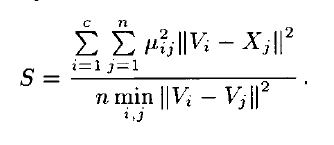 S = \frac{\sum_{i=1}^{c} \sum_{j=1}^{n} \mu_{ij}^{2} \|V_i - X_j\|^2}{n \min_{i,j} \|V_i - V_j\|^2} .